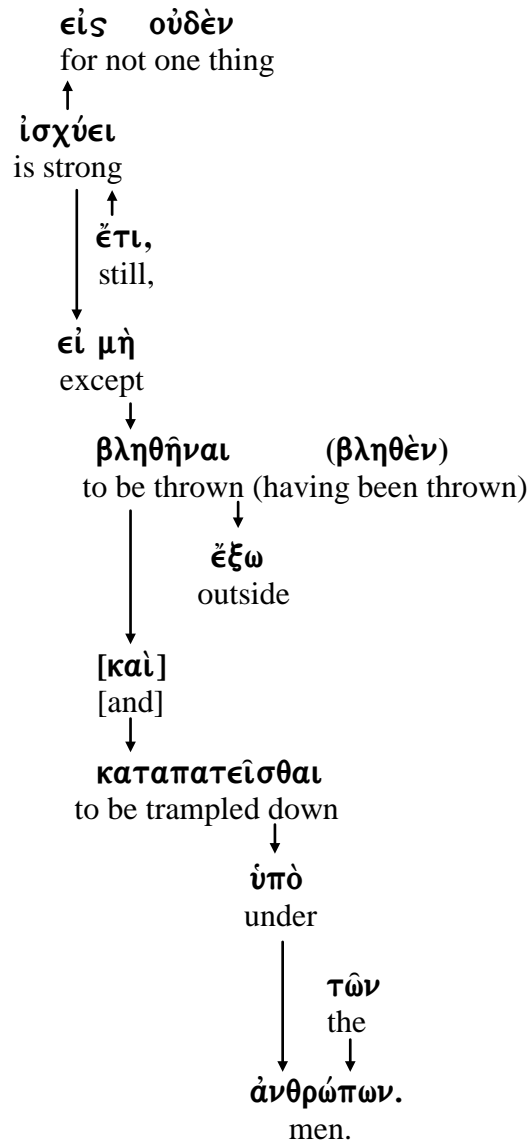 εἰς οὐδὲν
for not one thing
ἰσχύει
is strong
ἔτι,
still,
εἰ μὴ
except
βληθῆναι (βληθὲν)
to be thrown (having been thrown)
ἔξω
outside
[καὶ]
[and]
καταπατεῖσθαι
to be trampled down
ὑπὸ
under
τῶν
the
ἀνθρώπων.
men.